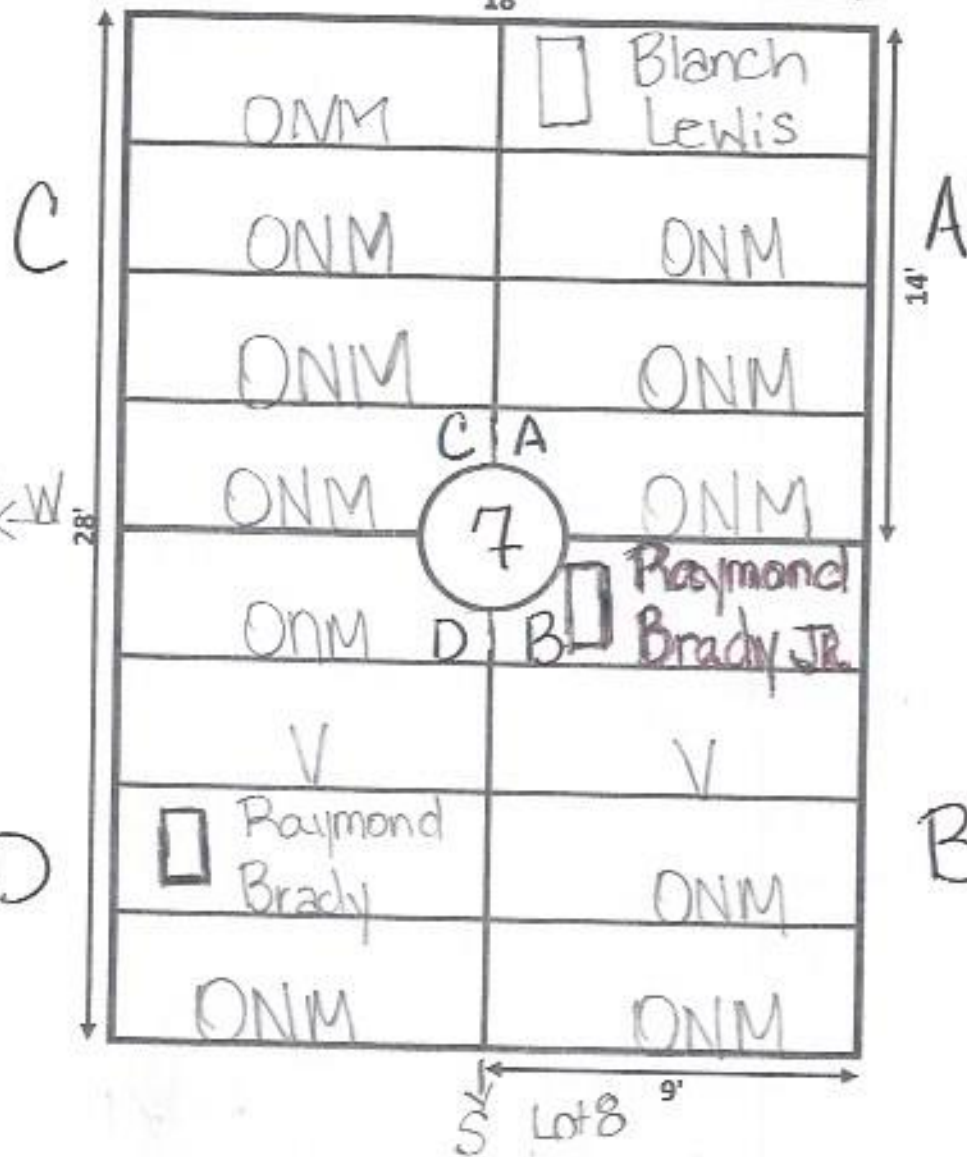 18'
ONM
Blanch
Lewis
C
ONM
ONM
A
14'
ONM
ONM
C A
ONM
7
ONM
W
28'
Raymond
Brady JR.
OnM
D B
V
V
D
Raymond
Brady
ONM
B
ONM
ONM
9'
S Lot 8